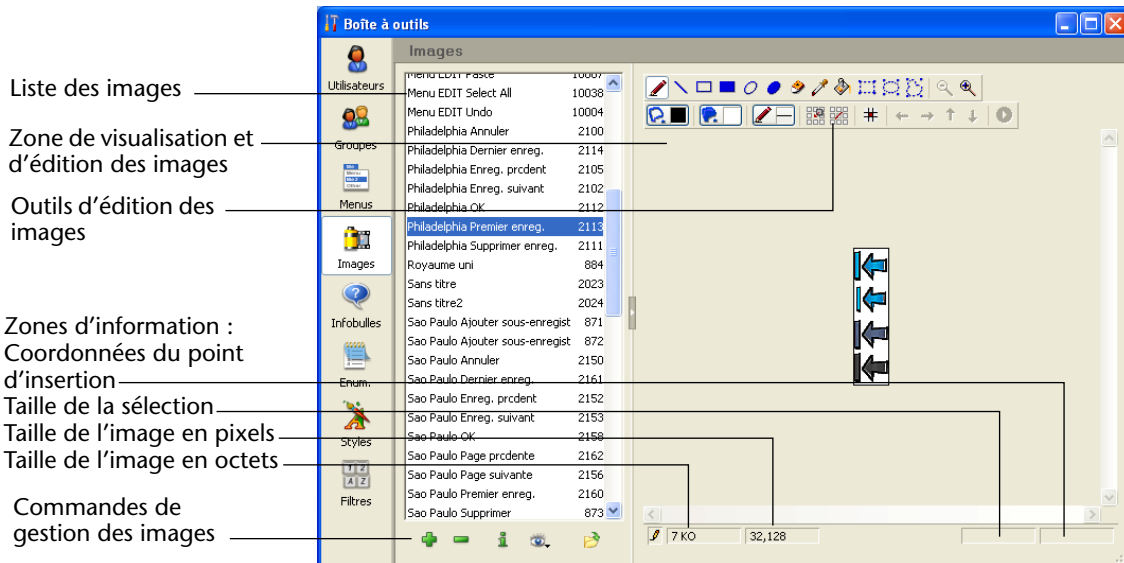 Boîte à outils
Images
Liste des images
Zone de visualisation et
d'édition des images
Outils d'édition des
images
Zones d'information :
Coordonnées du point
d'insertion
Taille de la sélection
Taille de l'image en pixels
Taille de l'image en octets
Commandes de
gestion des images
Utilisateurs
Groupes
Menus
Images
Infobulles
Enum.
Styles
Filtres
Menu EDIT Paste 10007
Menu EDIT Select All 10038
Menu EDIT Undo 10004
Philadelphia Annuler 2100
Philadelphia Dernier enreg. 2114
Philadelphia Enreg. prcdent 2105
Philadelphia Enreg. suivant 2102
Philadelphia OK 2112
Philadelphia Premier enreg. 2113
Philadelphia Supprimer enreg. 2111
Royaume uni 884
Sans titre 2023
Sans titre2 2024
Sao Paulo Ajouter sous-enregist 871
Sao Paulo Ajouter sous-enregist 872
Sao Paulo Annuler 2150
Sao Paulo Dernier enreg. 2161
Sao Paulo Enreg. prcdent 2152
Sao Paulo Enreg. suivant 2153
Sao Paulo OK 2158
Sao Paulo Page prcdente 2162
Sao Paulo Page suivante 2156
Sao Paulo Premier enreg. 2160
Sao Paulo Supprimer 873
7 KO
32,128